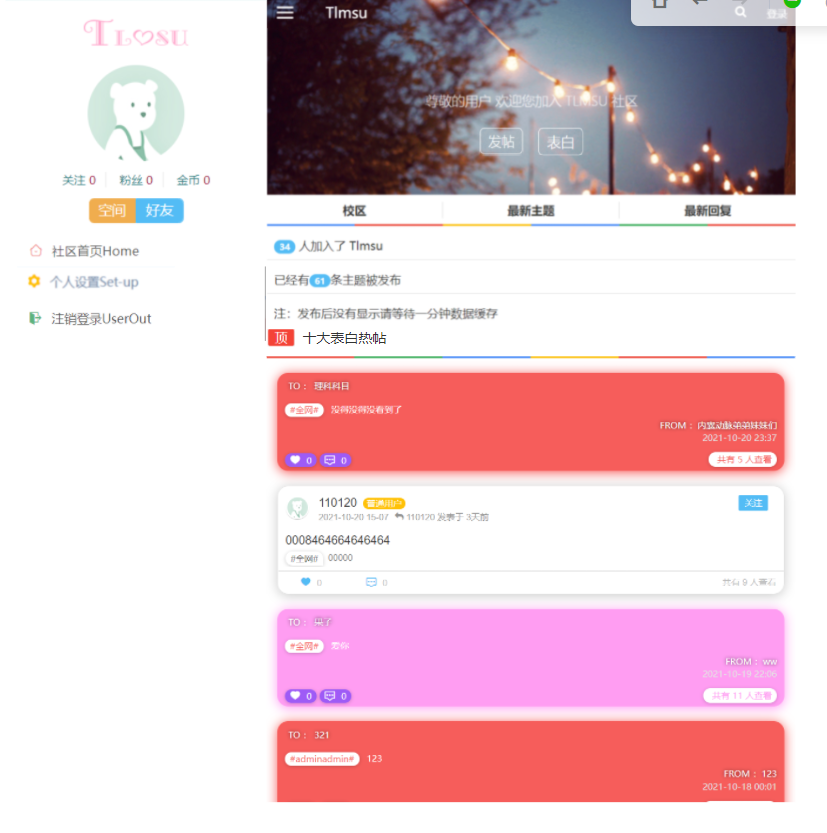 TLOSU
关注 0 粉丝 0 金币 0
空间 好友
社区首页Home
个人设置Set-up
注销登录UserOut
Tlmsu
登录
尊敬的用户 欢迎您加入 TLMSU 社区
发帖 表白
校区 最新主题 最新回复
34 人加入了 Tlmsu
已经有61条主题被发布
注：发布后没有显示请等待一分钟数据缓存
顶 十大表白热帖
TO： 理科科目
#全网# 没得没得没看到了
FROM： 内置动脉弟弟妹妹们
2021-10-20 23:37
0 0 共有 5 人查看
110120 普通用户 关注
2021-10-20 15-07 110120 发表于 3天前
0008464664646464
#全网# 00000
0 0 共有 9 人查看
TO：
#全网#
FROM： ww
2021-10-19 22:06
0 0 共有 11 人查看
TO： 321
#adminadmin# 123
FROM： 123
2021-10-18 00:01